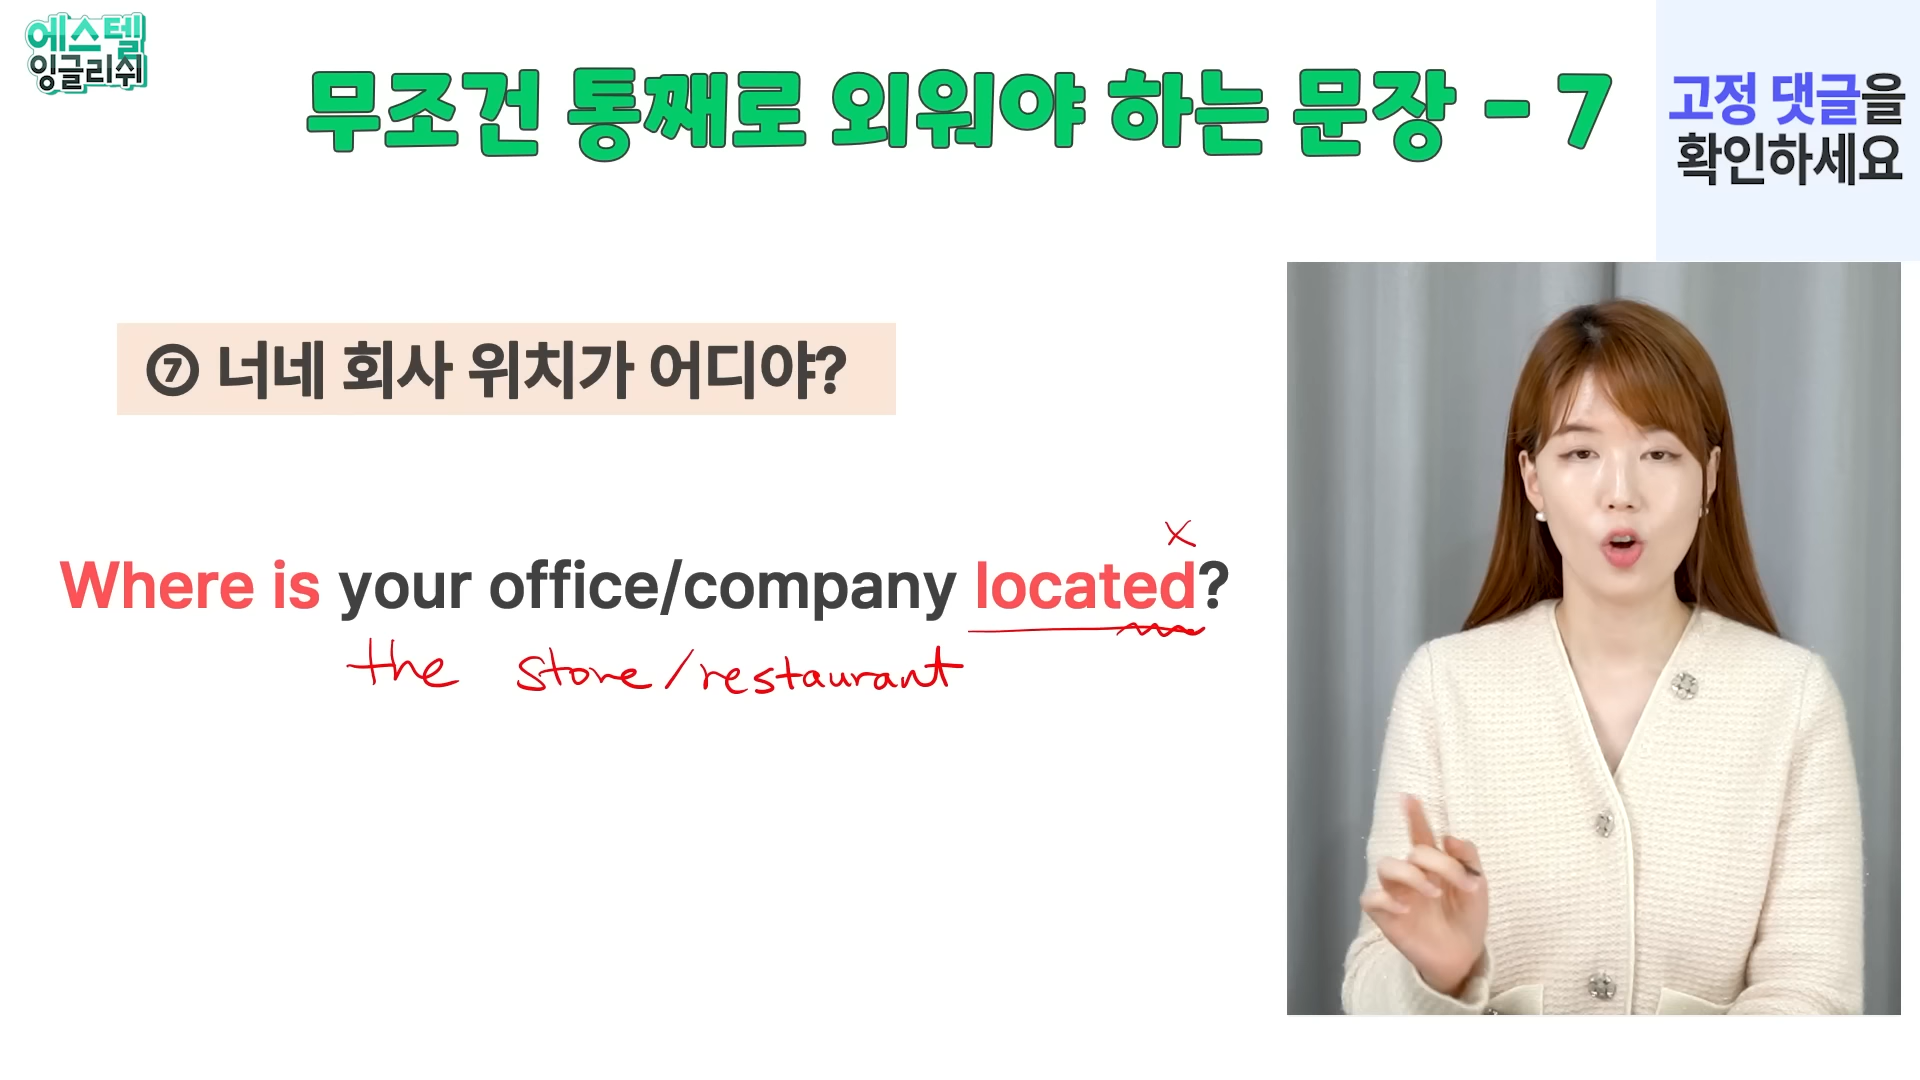 에스텔
잉글리쉬
무조건 통째로 외워야 하는 문장 - 7
고정 댓글을
확인하세요
⑦ 너네 회사 위치가 어디야?
x
Where is your office/company located?
the store/restaurant